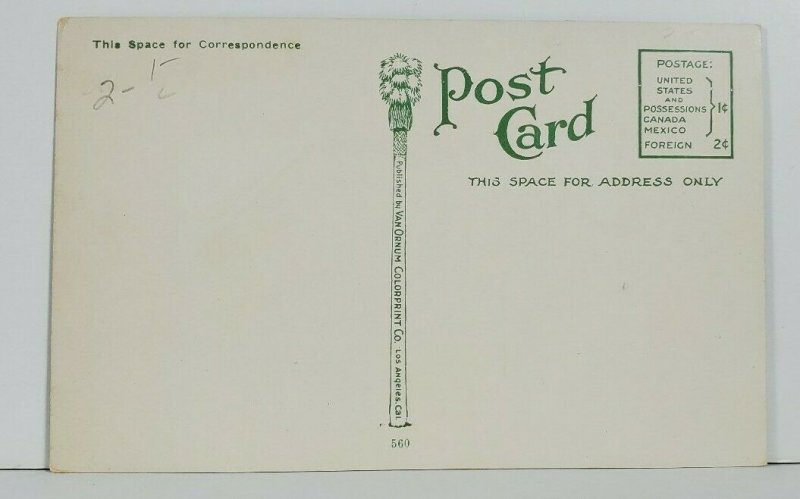 This Space for Correspondence
2-
Post
Card
POSTAGE:
UNITED
STATES
AND
POSSESSIONS
CANADA
MEXICO
1¢
FOREIGN 2¢
THIS SPACE FOR ADDRESS ONLY
Published by VAN ORNUM COLORPRINT CO. LOS ANGELES, CAL
560